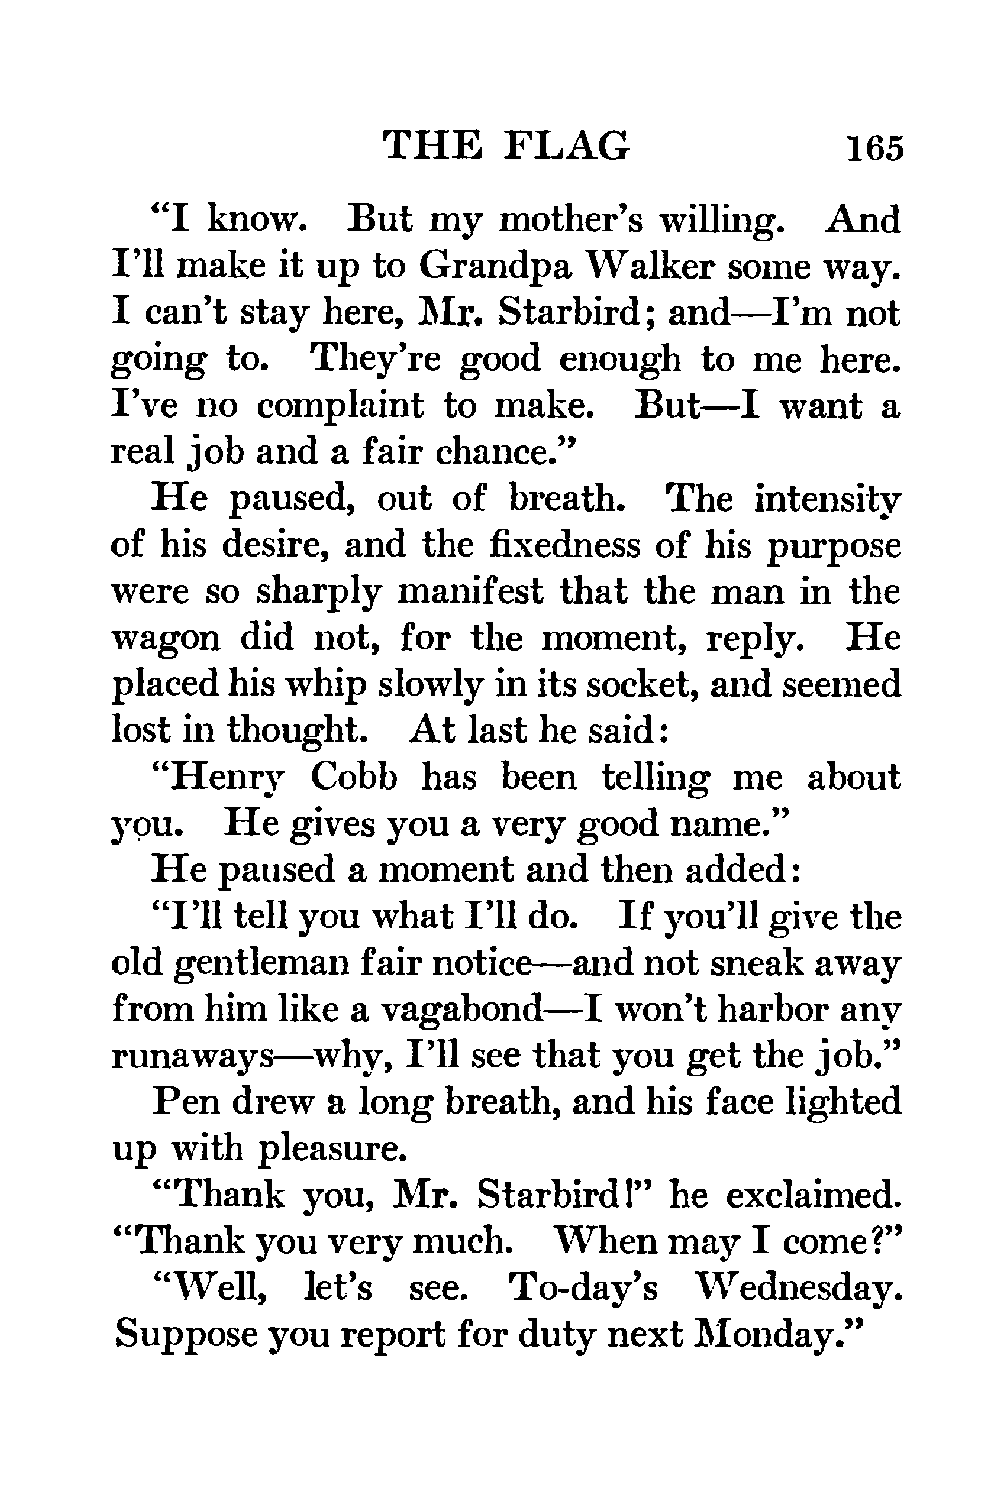 THE FLAG 165
“I know. But my mother’s willing. And
I’ll make it up to Grandpa Walker some way.
I can’t stay here, Mr. Starbird; and—I’m not
going to. They’re good enough to me here.
I’ve no complaint to make. But—I want a
real job and a fair chance.”
He paused, out of breath. The intensity
of his desire, and the fixedness of his purpose
were so sharply manifest that the man in the
wagon did not, for the moment, reply. He
placed his whip slowly in its socket, and seemed
lost in thought. At last he said:
“Henry Cobb has been telling me about
you. He gives you a very good name.”
He paused a moment and then added:
“I’ll tell you what I’ll do. If you’ll give the
old gentleman fair notice—and not sneak away
from him like a vagabond—I won’t harbor any
runaways—why, I’ll see that you get the job.”
Pen drew a long breath, and his face lighted
up with pleasure.
“Thank you, Mr. Starbird!” he exclaimed.
“Thank you very much. When may I come?”
“Well, let’s see. To-day’s Wednesday.
Suppose you report for duty next Monday.”